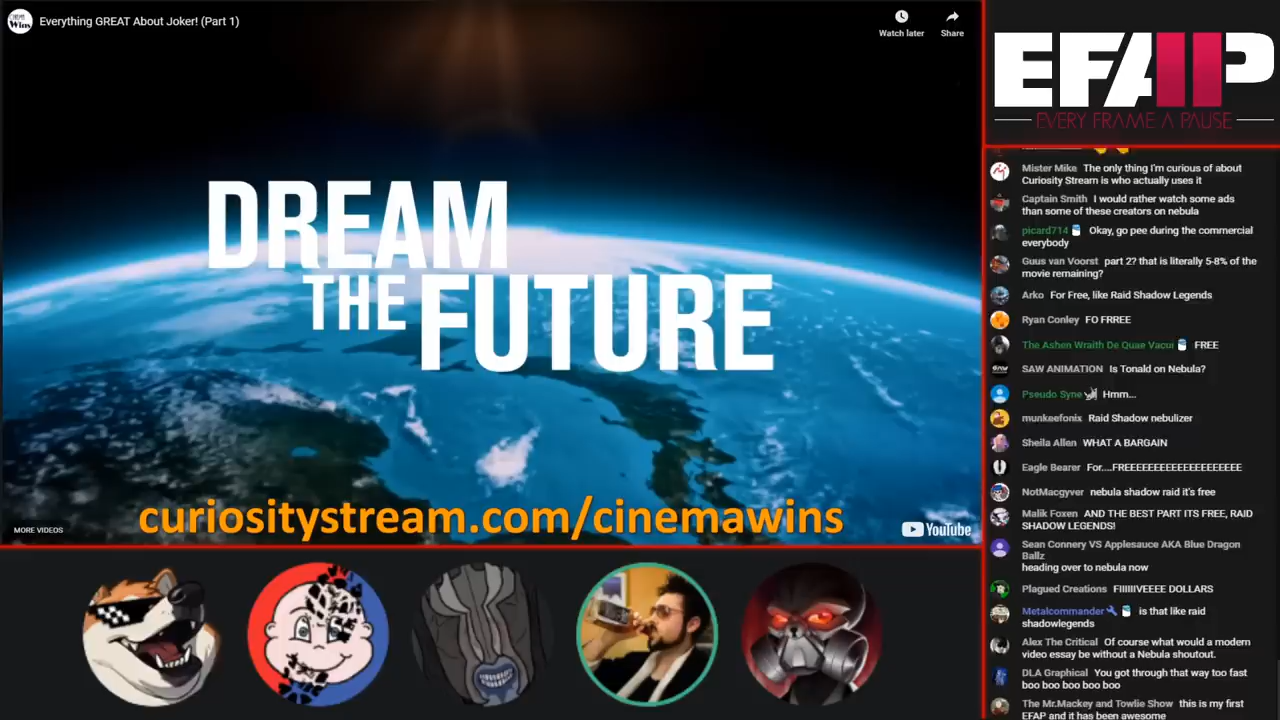 Everything GREAT About Joker! (Part 1)
Watch later
Share
DREAM
THE FUTURE
curiositystream.com/cinemawins
MORE VIDEOS
YouTube
EFAP
EVERY FRAME A PAUSE
Mister Mike The only thing I'm curious of about
Curiosity Stream is who actually uses it
Captain Smith I would rather watch some ads
than some of these creators on nebula
picard714 Okay, go pee during the commercial
everybody
Guus van Voorst part 2? that is literally 5-8% of the
movie remaining?
Arko For Free, like Raid Shadow Legends
Ryan Conley FO FRREE
The Ashen Wraith De Quae Vacui FREE
SAW ANIMATION Is Tonald on Nebula?
Pseudo Syne Hmm...
munkeefonix Raid Shadow nebulizer
Sheila Allen WHAT A BARGAIN
Eagle Bearer For....FREEEEEEEEEEEEEEEEEEEE
NotMacgyver nebula shadow raid it's free
Malik Foxen AND THE BEST PART ITS FREE, RAID
SHADOW LEGENDS!
Sean Connery VS Applesauce AKA Blue Dragon
Ballz
heading over to nebula now
Plagued Creations FIIIIIIVEEEE DOLLARS
Metalcommander is that like raid
shadowlegends
Alex The Critical Of course what would a modern
video essay be without a Nebula shoutout.
DLA Graphical You got through that way too fast
boo boo boo boo boo
The Mr.Mackey and Towlie Show this is my first
EFAP and it has been awesome